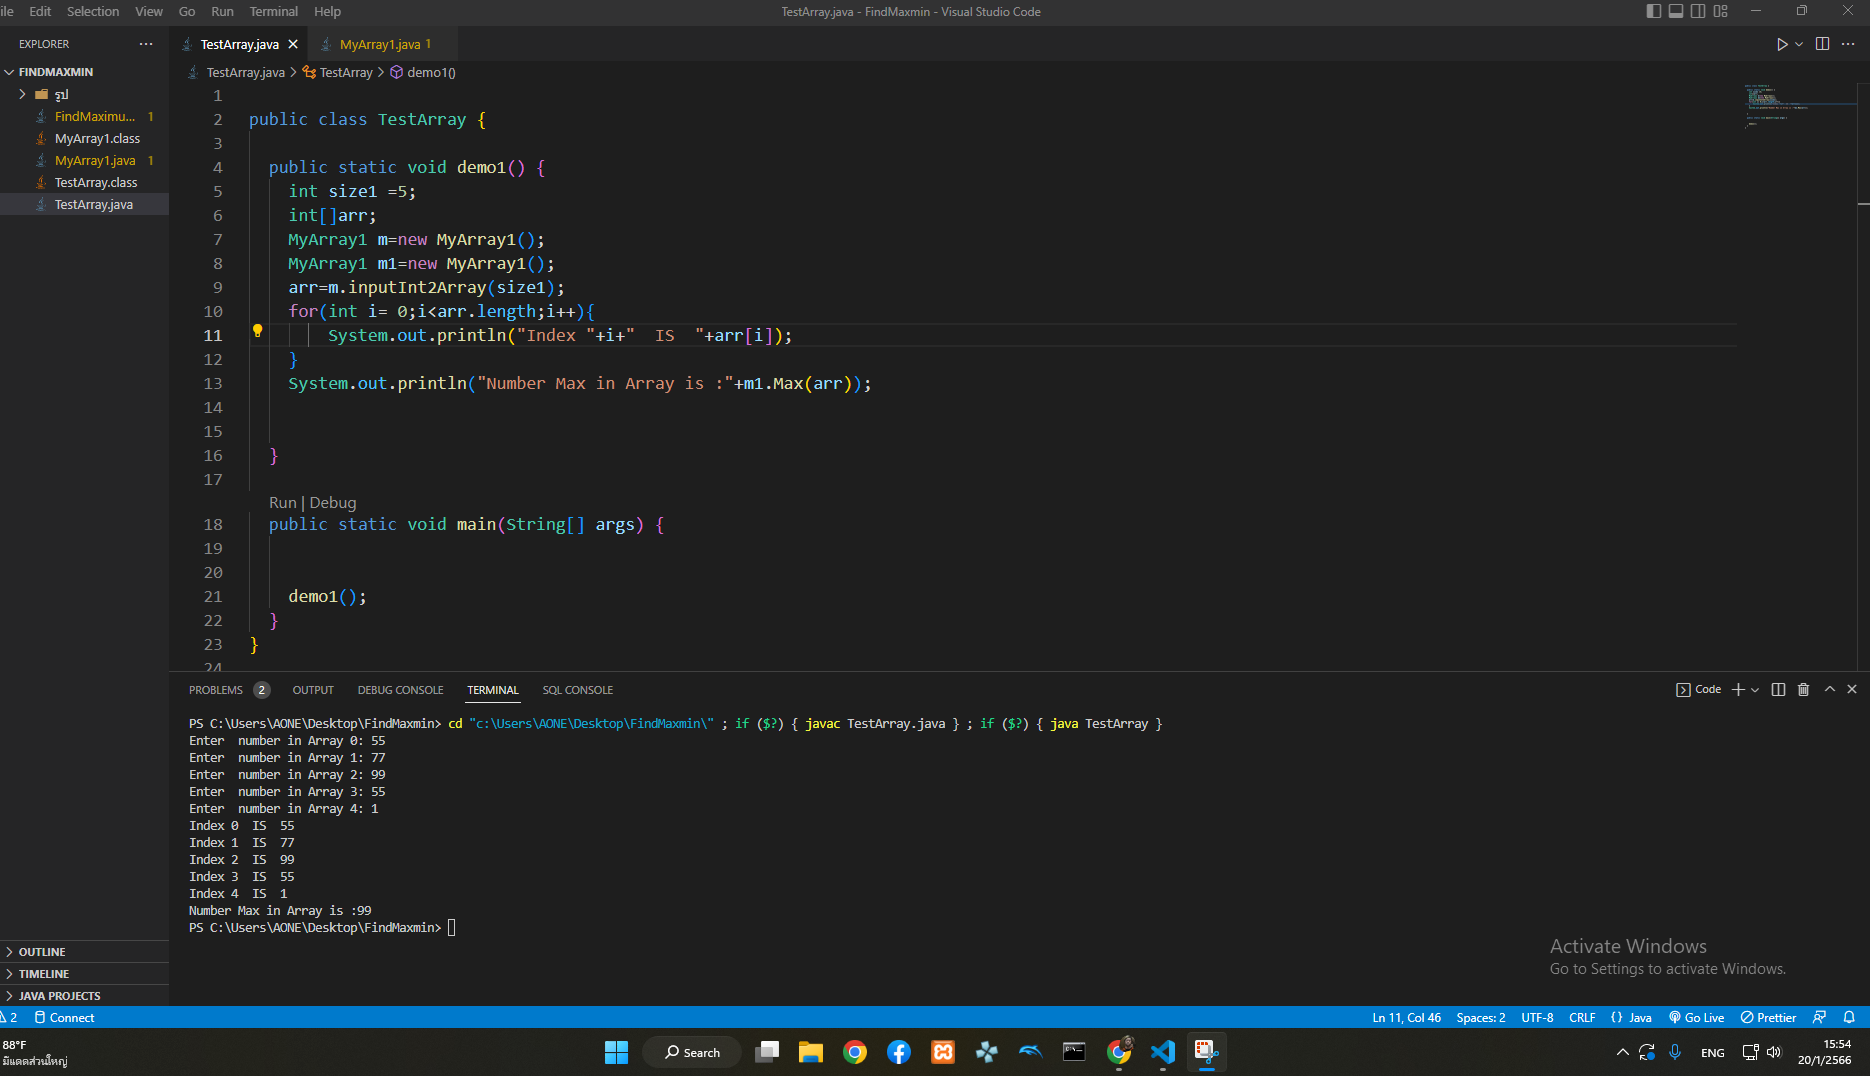 ile Edit Selection View Go Run Terminal Help
TestArray.java - FindMaxmin - Visual Studio Code
EXPLORER
FINDMAXMIN
รูป
FindMaximu... 1
MyArray1.class
MyArray1.java 1
TestArray.class
TestArray.java
OUTLINE
TIMELINE
JAVA PROJECTS
TestArray.java
MyArray1.java 1
TestArray.java > TestArray > demo1()
1
2 public class TestArray {
3
4 public static void demo1() {
5 int size1 =5;
6 int[]arr;
7 MyArray1 m=new MyArray1();
8 MyArray1 m1=new MyArray1();
9 arr=m.inputInt2Array(size1);
10 for(int i= 0;i<arr.length;i++){
11 System.out.println("Index "+i+"  IS  "+arr[i]);
12 }
13 System.out.println("Number Max in Array is :"+m1.Max(arr));
14
15
16 }
17
Run | Debug
18 public static void main(String[] args) {
19
20
21 demo1();
22 }
23 }
24
PROBLEMS 2 OUTPUT DEBUG CONSOLE TERMINAL SQL CONSOLE
Code
PS C:\Users\AONE\Desktop\FindMaxmin> cd "c:\Users\AONE\Desktop\FindMaxmin\" ; if ($?) { javac TestArray.java } ; if ($?) { java TestArray }
Enter  number in Array 0: 55
Enter  number in Array 1: 77
Enter  number in Array 2: 99
Enter  number in Array 3: 55
Enter  number in Array 4: 1
Index 0  IS  55
Index 1  IS  77
Index 2  IS  99
Index 3  IS  55
Index 4  IS  1
Number Max in Array is :99
PS C:\Users\AONE\Desktop\FindMaxmin>
Activate Windows
Go to Settings to activate Windows.
2 Connect
Ln 11, Col 46 Spaces: 2 UTF-8 CRLF {} Java Go Live Prettier
88°F
มีแดดส่วนใหญ่
Search
ENG
15:54
20/1/2566